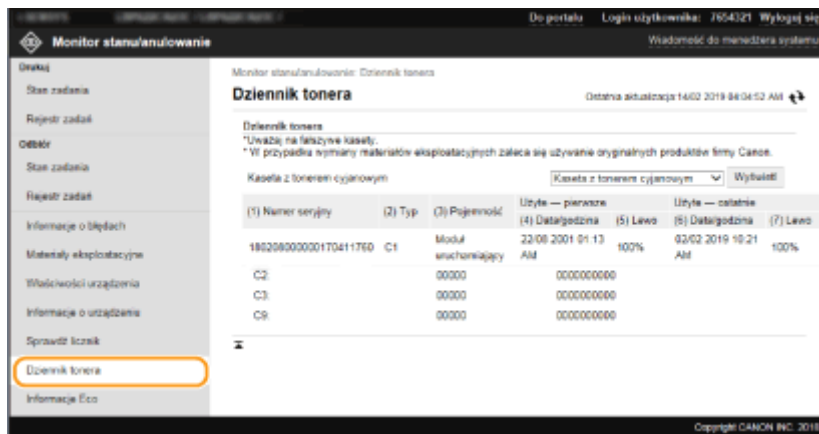 Do portalu Login użytkownika: 7654321 Wyloguj się
Monitor stanu/anulowanie
Wiadomość do menedżera systemu
Drukuj
Stan zadania
Rejestr zadań
Odbiór
Stan zadania
Rejestr zadań
Informacje o błędach
Materiały eksploatacyjne
Właściwości urządzenia
Informacje o urządzeniu
Sprawdź licznik
Dziennik tonera
Informacje Eco
Monitor stanu/anulowanie: Dziennik tonera
Dziennik tonera
Ostatnia aktualizacja:14/02 2019 04:04:52 AM
Dziennik tonera
*Uważaj na fałszywe kasety.
* W przypadku wymiany materiałów eksploatacyjnych zaleca się używanie oryginalnych produktów firmy Canon.
Kaseta z tonerem cyjanowym Kaseta z tonerem cyjanowym Wyświetl
(1) Numer seryjny (2) Typ (3) Pojemność Użyte — pierwsze Użyte — ostatnie
(4) Data/godzina (5) Lewo (6) Data/godzina (7) Lewo
18020800000170411760 C1 Moduł uruchamiający 22/08 2001 01:13 AM 100% 02/02 2019 10:21 AM 100%
C2: 00000 0000000000
C3: 00000 0000000000
C9: 00000 0000000000
Copyright CANON INC. 2018